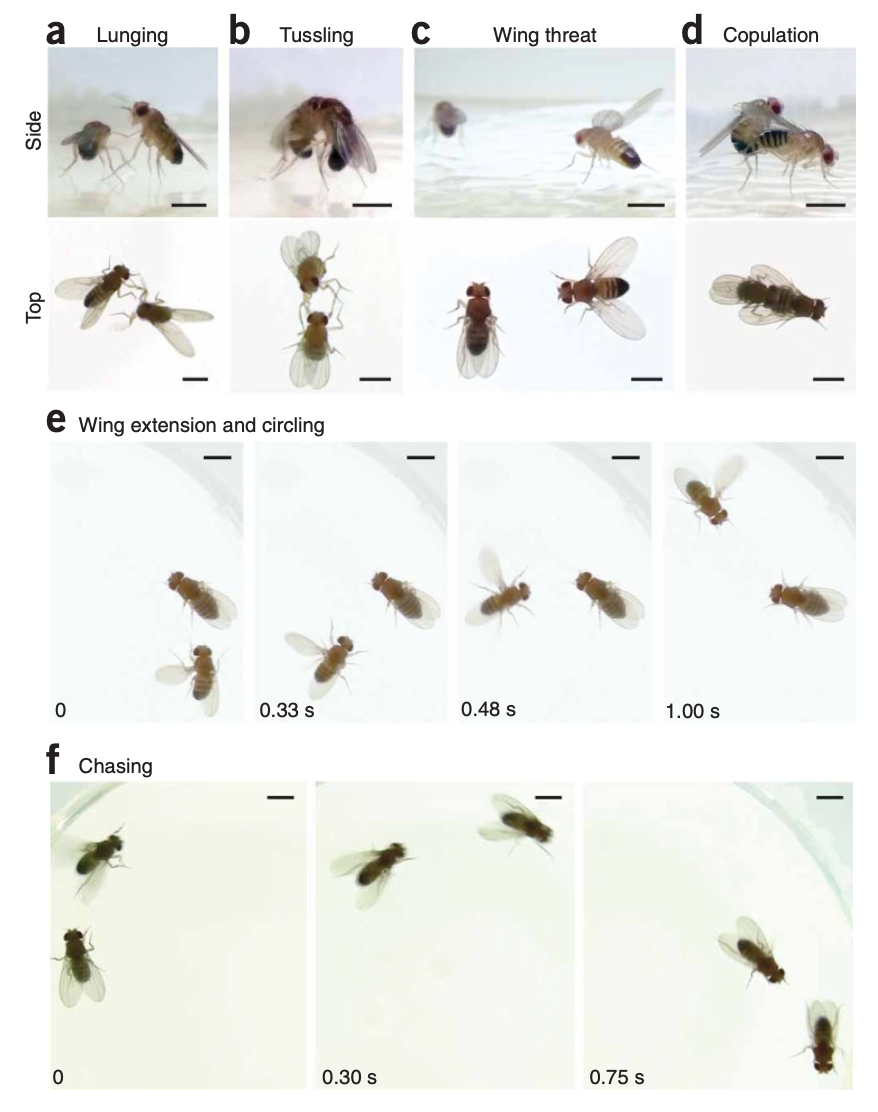 a Lunging
b Tussling
c Wing threat
d Copulation
Side
Top
e Wing extension and circling
0
0.33 s
0.48 s
1.00 s
f Chasing
0
0.30 s
0.75 s